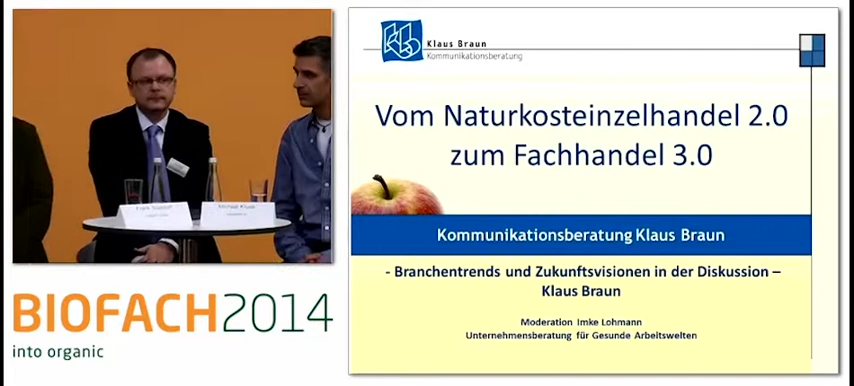 BIOFACH2014
into organic
Klaus Braun
Kommunikationsberatung
Vom Naturkosteinzelhandel 2.0
zum Fachhandel 3.0
Kommunikationsberatung Klaus Braun
- Branchentrends und Zukunftsvisionen in der Diskussion –
Klaus Braun
Moderation Imke Lohmann
Unternehmensberatung für Gesunde Arbeitswelten